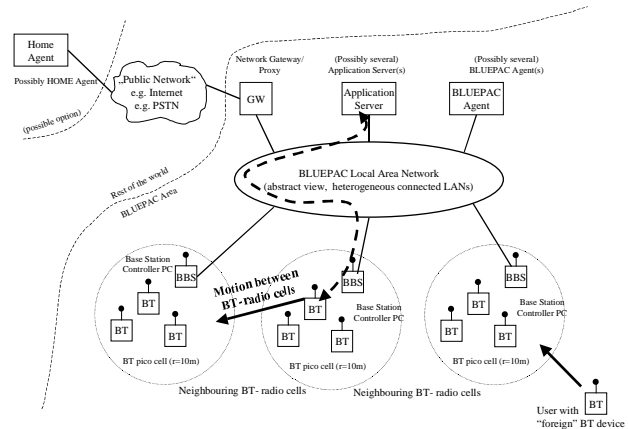 Home
Agent
Possibly HOME Agent
(possible option)
„Public Network“
e.g. Internet
e.g. PSTN
Network Gateway/
Proxy
GW
(Possibly several)
Application Server(s)
Application
Server
(Possibly several)
BLUEPAC Agent(s)
BLUEPAC
Agent
Rest of the world
BLUEPAC Area
BLUEPAC Local Area Network
(abstract view, heterogeneous connected LANs)
Base Station
Controller PC
BBS
BT
BT
BT
BT pico cell (r=10m)
Motion between
BT-radio cells
BBS
Base Station
Controller PC
BT
BT
BT
BT pico cell (r=10m)
BBS
Base Station
Controller PC
BT
BT
BT
BT pico cell (r=10m)
Neighbouring BT- radio cells
Neighbouring BT- radio cells
BT
User with
“foreign” BT device